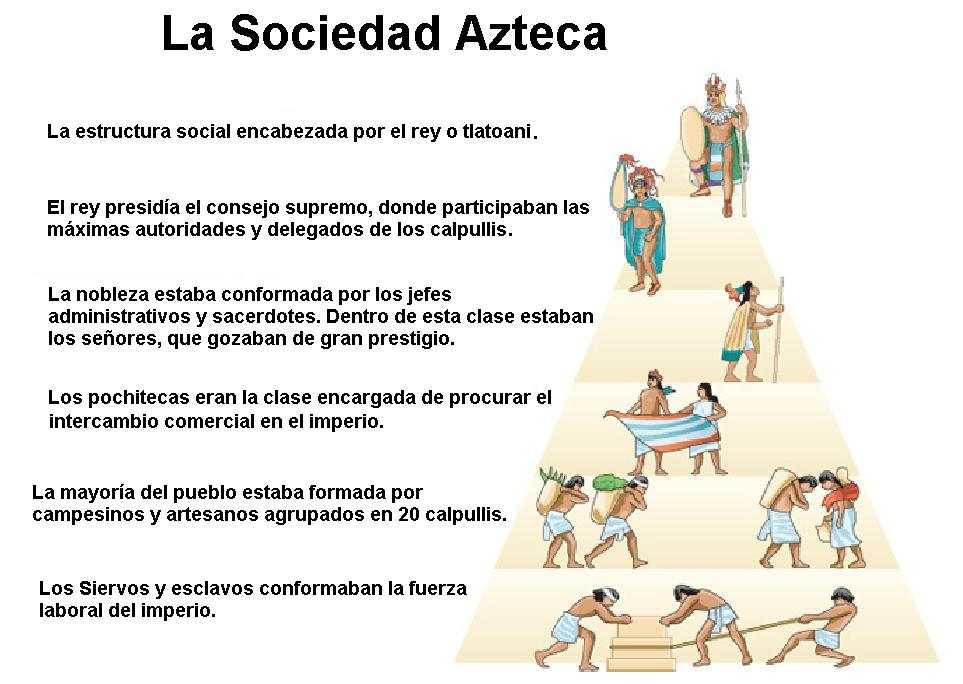 La Sociedad Azteca
La estructura social encabezada por el rey o tlatoani.
El rey presidía el consejo supremo, donde participaban las
máximas autoridades y delegados de los calpullis.
La nobleza estaba conformada por los jefes
administrativos y sacerdotes. Dentro de esta clase estaban
los señores, que gozaban de gran prestigio.
Los pochitecas eran la clase encargada de procurar el
intercambio comercial en el imperio.
La mayoría del pueblo estaba formada por
campesinos y artesanos agrupados en 20 calpullis.
Los Siervos y esclavos conformaban la fuerza
laboral del imperio.